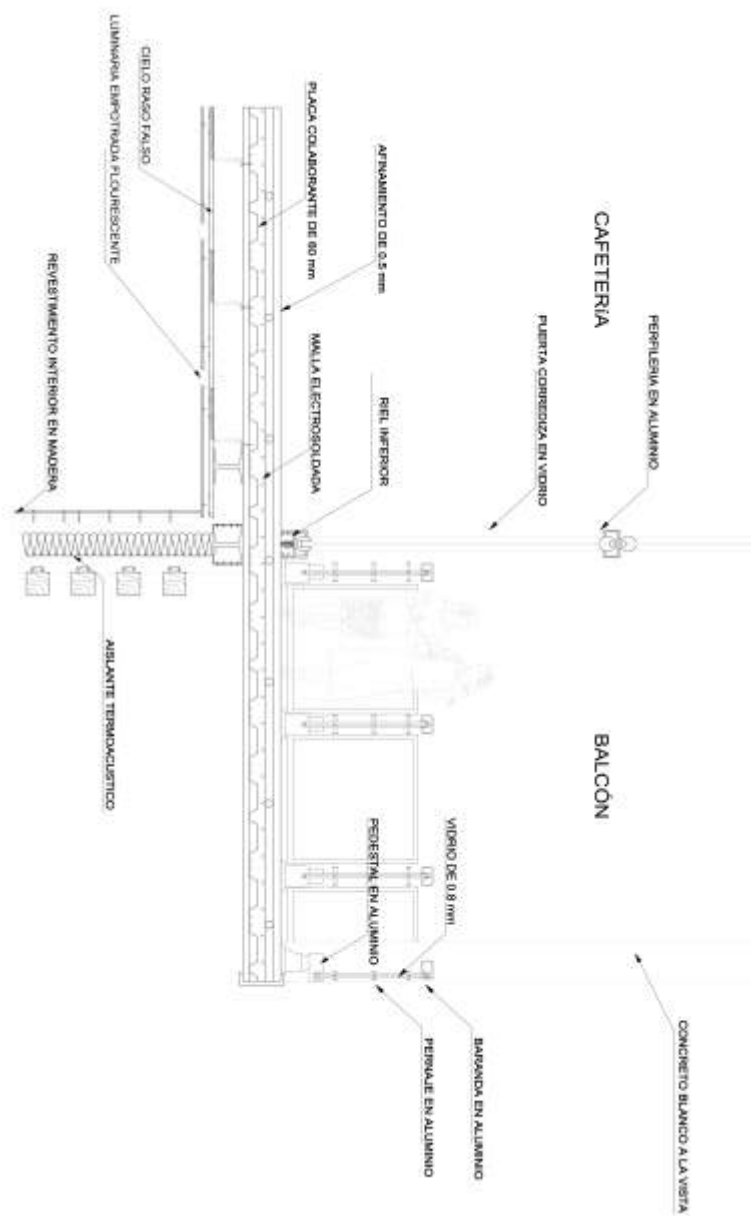 CAFETERíA
BALCÓN
PERFILERIA EN ALUMINIO
PUERTA CORREDIZA EN VIDRIO
CONCRETO BLANCO A LA VISTA
AFINAMIENTO DE 0.5 mm
RIEL INFERIOR
VIDRIO DE 0.8 mm
BARANDA EN ALUMINIO
PLACA COLABORANTE DE 60 mm
MALLA ELECTROSOLDADA
PEDESTAL EN ALUMINIO
PERNAJE EN ALUMINIO
CIELO RASO FALSO
LUMINARIA EMPOTRADA FLOURESCENTE
REVESTIMIENTO INTERIOR EN MADERA
AISLANTE TERMOACUSTICO